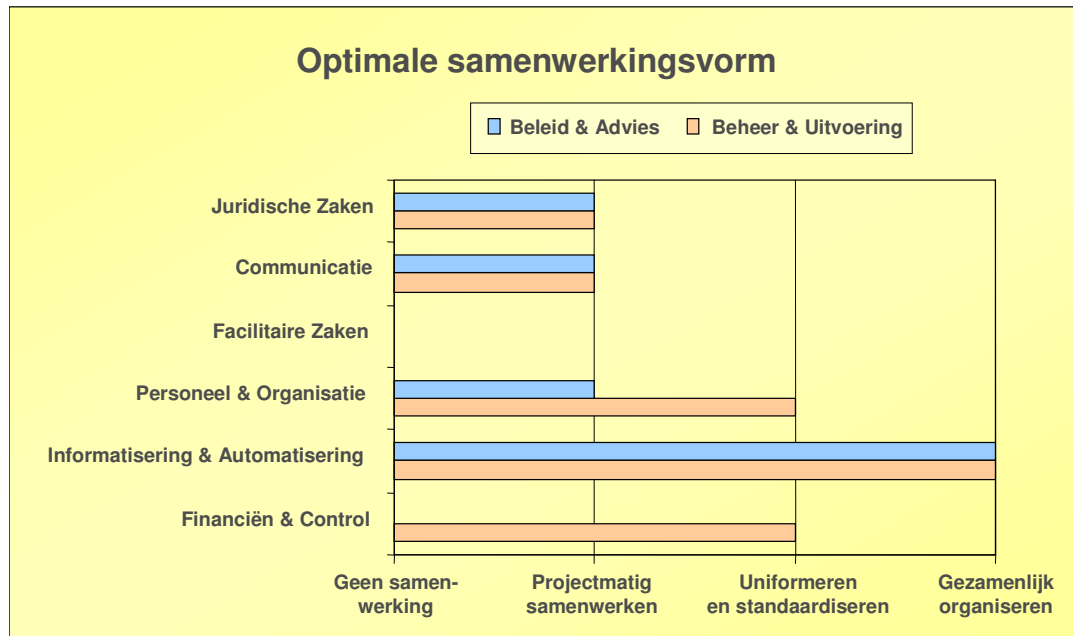 Optimale samenwerkingsvorm
Beleid & Advies Beheer & Uitvoering
Juridische Zaken
Communicatie
Facilitaire Zaken
Personeel & Organisatie
Informatisering & Automatisering
Financiën & Control
Geen samen-
werking
Projectmatig
samenwerken
Uniformeren
en standaardiseren
Gezamenlijk
organiseren